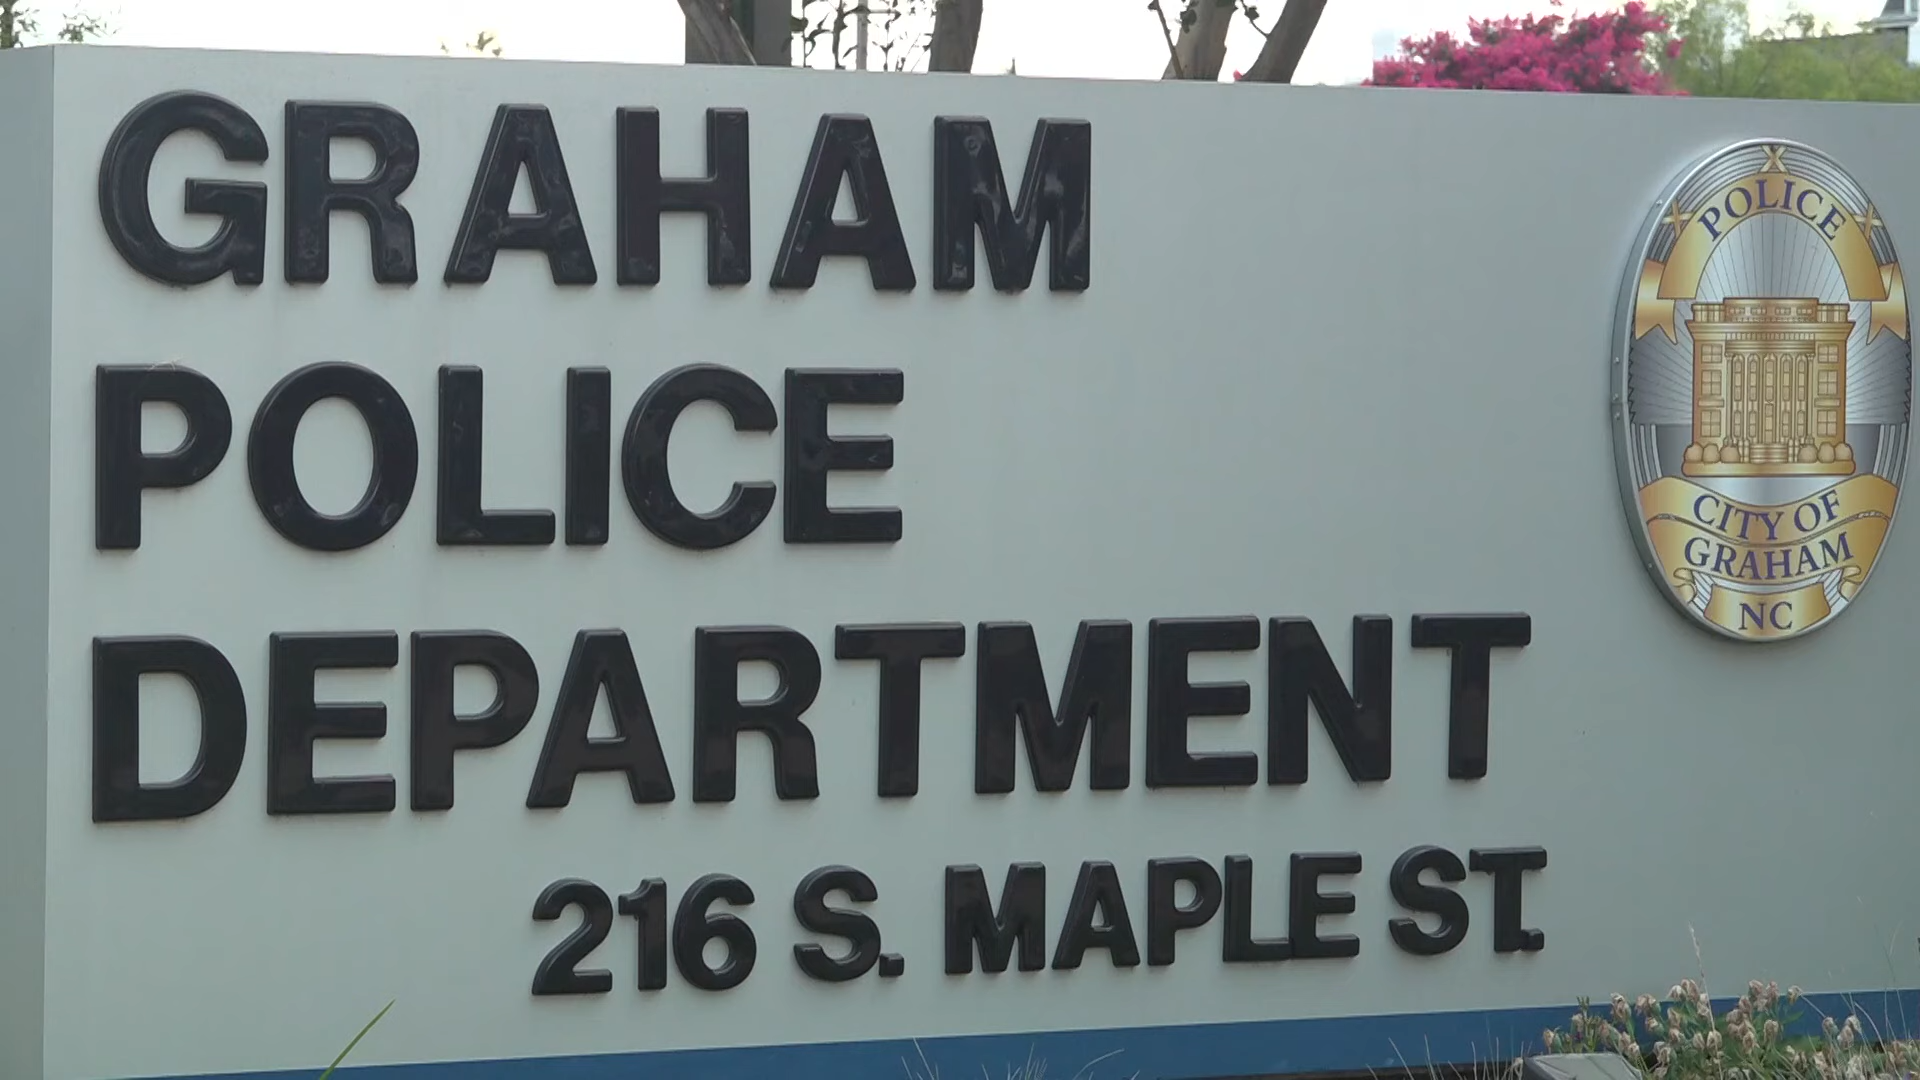 GRAHAM
POLICE
DEPARTMENT
216 S. MAPLE ST.
POLICE
CITY OF
GRAHAM
NC